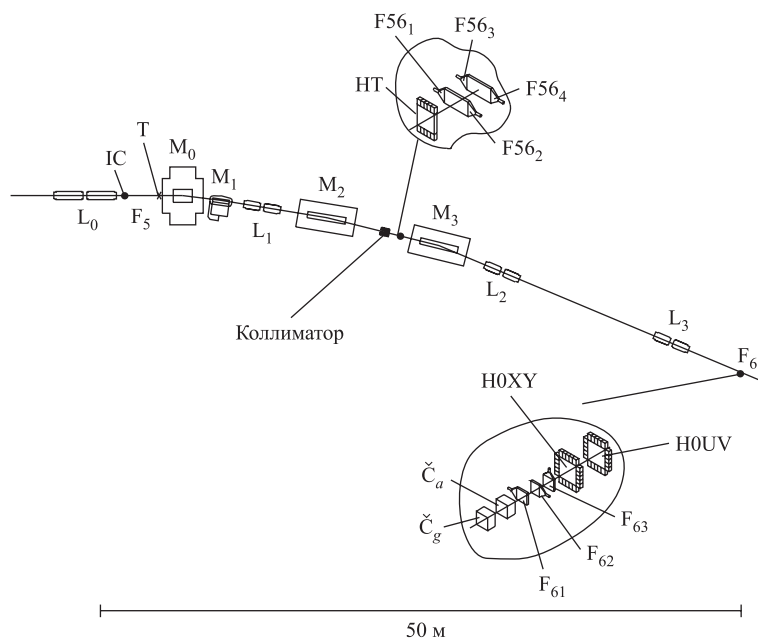 F56₁
F56₃
HT
F56₄
F56₂
T
M₀
IC
M₁
M₂
M₃
L₀
F₅
L₁
L₂
L₃
Коллиматор
F₆
H0XY
H0UV
Čₐ
Č_g
F₆₃
F₆₂
F₆₁
50 м